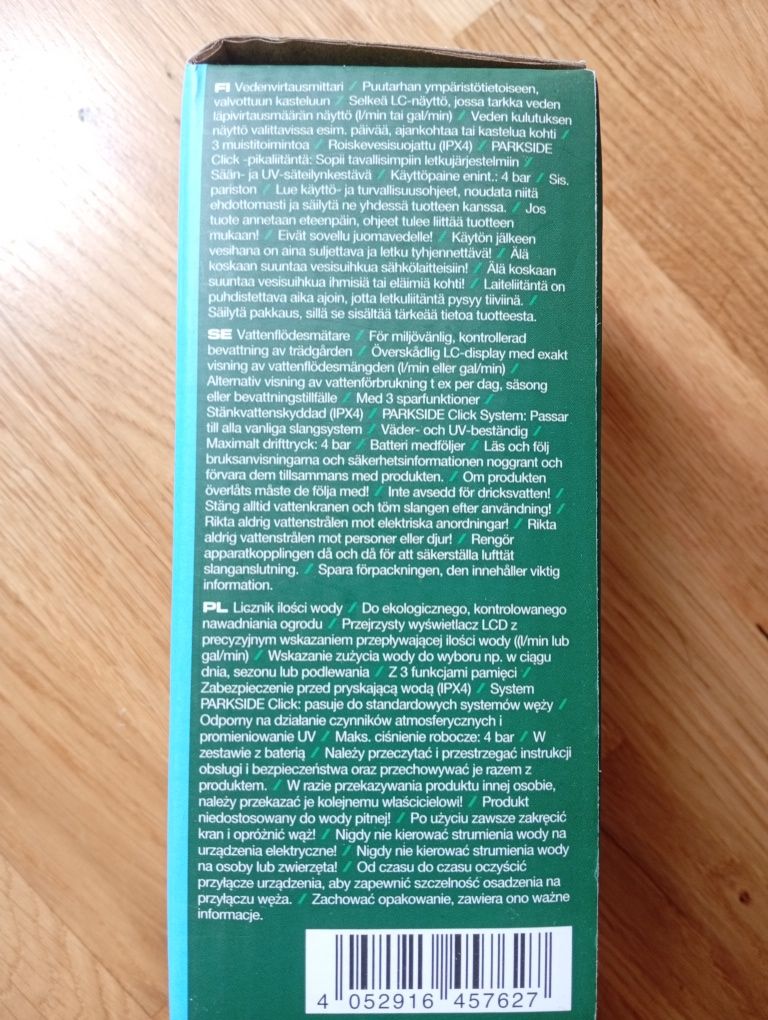 FI Vedenvirtausmittari / Puutarhan ympäristötietoiseen,
valvottuun kasteluun / Selkeä LC-näyttö, jossa tarkka veden
läpivirtausmäärän näyttö (l/min tai gal/min) / Veden kulutuksen
näyttö valittavissa esim. päivää, ajankohtaa tai kastelua kohti /
3 muistitoimintoa / Roiskevesisuojattu (IPX4) / PARKSIDE
Click -pikaliitäntä: Sopii tavallisimpiin letkujärjestelmiin /
Sään- ja UV-säteilynkestävä / Käyttöpaine enint.: 4 bar / Sis.
pariston / Lue käyttö- ja turvallisuusohjeet, noudata niitä
ehdottomasti ja säilytä ne yhdessä tuotteen kanssa. / Jos
tuote annetaan eteenpäin, ohjeet tulee liittää tuotteen
mukaan! / Eivät sovellu juomavedelle! / Käytön jälkeen
vesihana on aina suljettava ja letku tyhjennettävä! / Älä
koskaan suuntaa vesisuihkua sähkölaitteisiin! / Älä koskaan
suuntaa vesisuihkua ihmisiä tai eläimiä kohti! / Laiteliitäntä on
puhdistettava aika ajoin, jotta letkuliitäntä pysyy tiiviinä. /
Säilytä pakkaus, sillä se sisältää tärkeää tietoa tuotteesta.
SE Vattenflödesmätare / För miljövänlig, kontrollerad
bevattning av trädgården / Överskådlig LC-display med exakt
visning av vattenflödesmängden (l/min eller gal/min) /
Alternativ visning av vattenförbrukning t ex per dag, säsong
eller bevattningstillfälle / Med 3 sparfunktioner /
Stänkvattenskyddad (IPX4) / PARKSIDE Click System: Passar
till alla vanliga slangsystem / Väder- och UV-beständig /
Maximalt drifttryck: 4 bar / Batteri medföljer / Läs och följ
bruksanvisningarna och säkerhetsinformationen noggrant och
förvara dem tillsammans med produkten. / Om produkten
överlåts måste de följa med! / Inte avsedd för dricksvatten! /
Stäng alltid vattenkranen och töm slangen efter användning! /
Rikta aldrig vattenstrålen mot elektriska anordningar! / Rikta
aldrig vattenstrålen mot personer eller djur! / Rengör
apparatkopplingen då och då för att säkerställa lufttät
slanganslutning. / Spara förpackningen, den innehåller viktig
information.
PL Licznik ilości wody / Do ekologicznego, kontrolowanego
nawadniania ogrodu / Przejrzysty wyświetlacz LCD z
precyzyjnym wskazaniem przepływającej ilości wody ((l/min lub
gal/min) / Wskazanie zużycia wody do wyboru np. w ciągu
dnia, sezonu lub podlewania / Z 3 funkcjami pamięci /
Zabezpieczenie przed pryskającą wodą (IPX4) / System
PARKSIDE Click: pasuje do standardowych systemów węży /
Odporny na działanie czynników atmosferycznych i
promieniowanie UV / Maks. ciśnienie robocze: 4 bar / W
zestawie z baterią / Należy przeczytać i przestrzegać instrukcji
obsługi i bezpieczeństwa oraz przechowywać je razem z
produktem. / W razie przekazywania produktu innej osobie,
należy przekazać je kolejnemu właścicielowi! / Produkt
niedostosowany do wody pitnej! / Po użyciu zawsze zakręcić
kran i opróżnić wąż! / Nigdy nie kierować strumienia wody na
urządzenia elektryczne! / Nigdy nie kierować strumienia wody
na osoby lub zwierzęta! / Od czasu do czasu oczyścić
przyłącze urządzenia, aby zapewnić szczelność osadzenia na
przyłączu węża. / Zachować opakowanie, zawiera ono ważne
informacje.
4 052916 457627